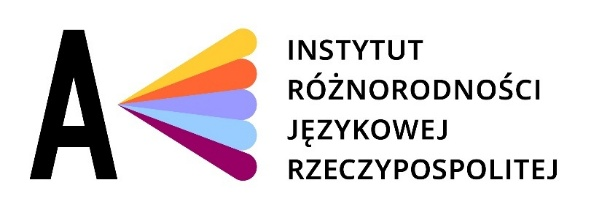 A
INSTYTUT
RÓŻNORODNOŚCI
JĘZYKOWEJ
RZECZYPOSPOLITEJ